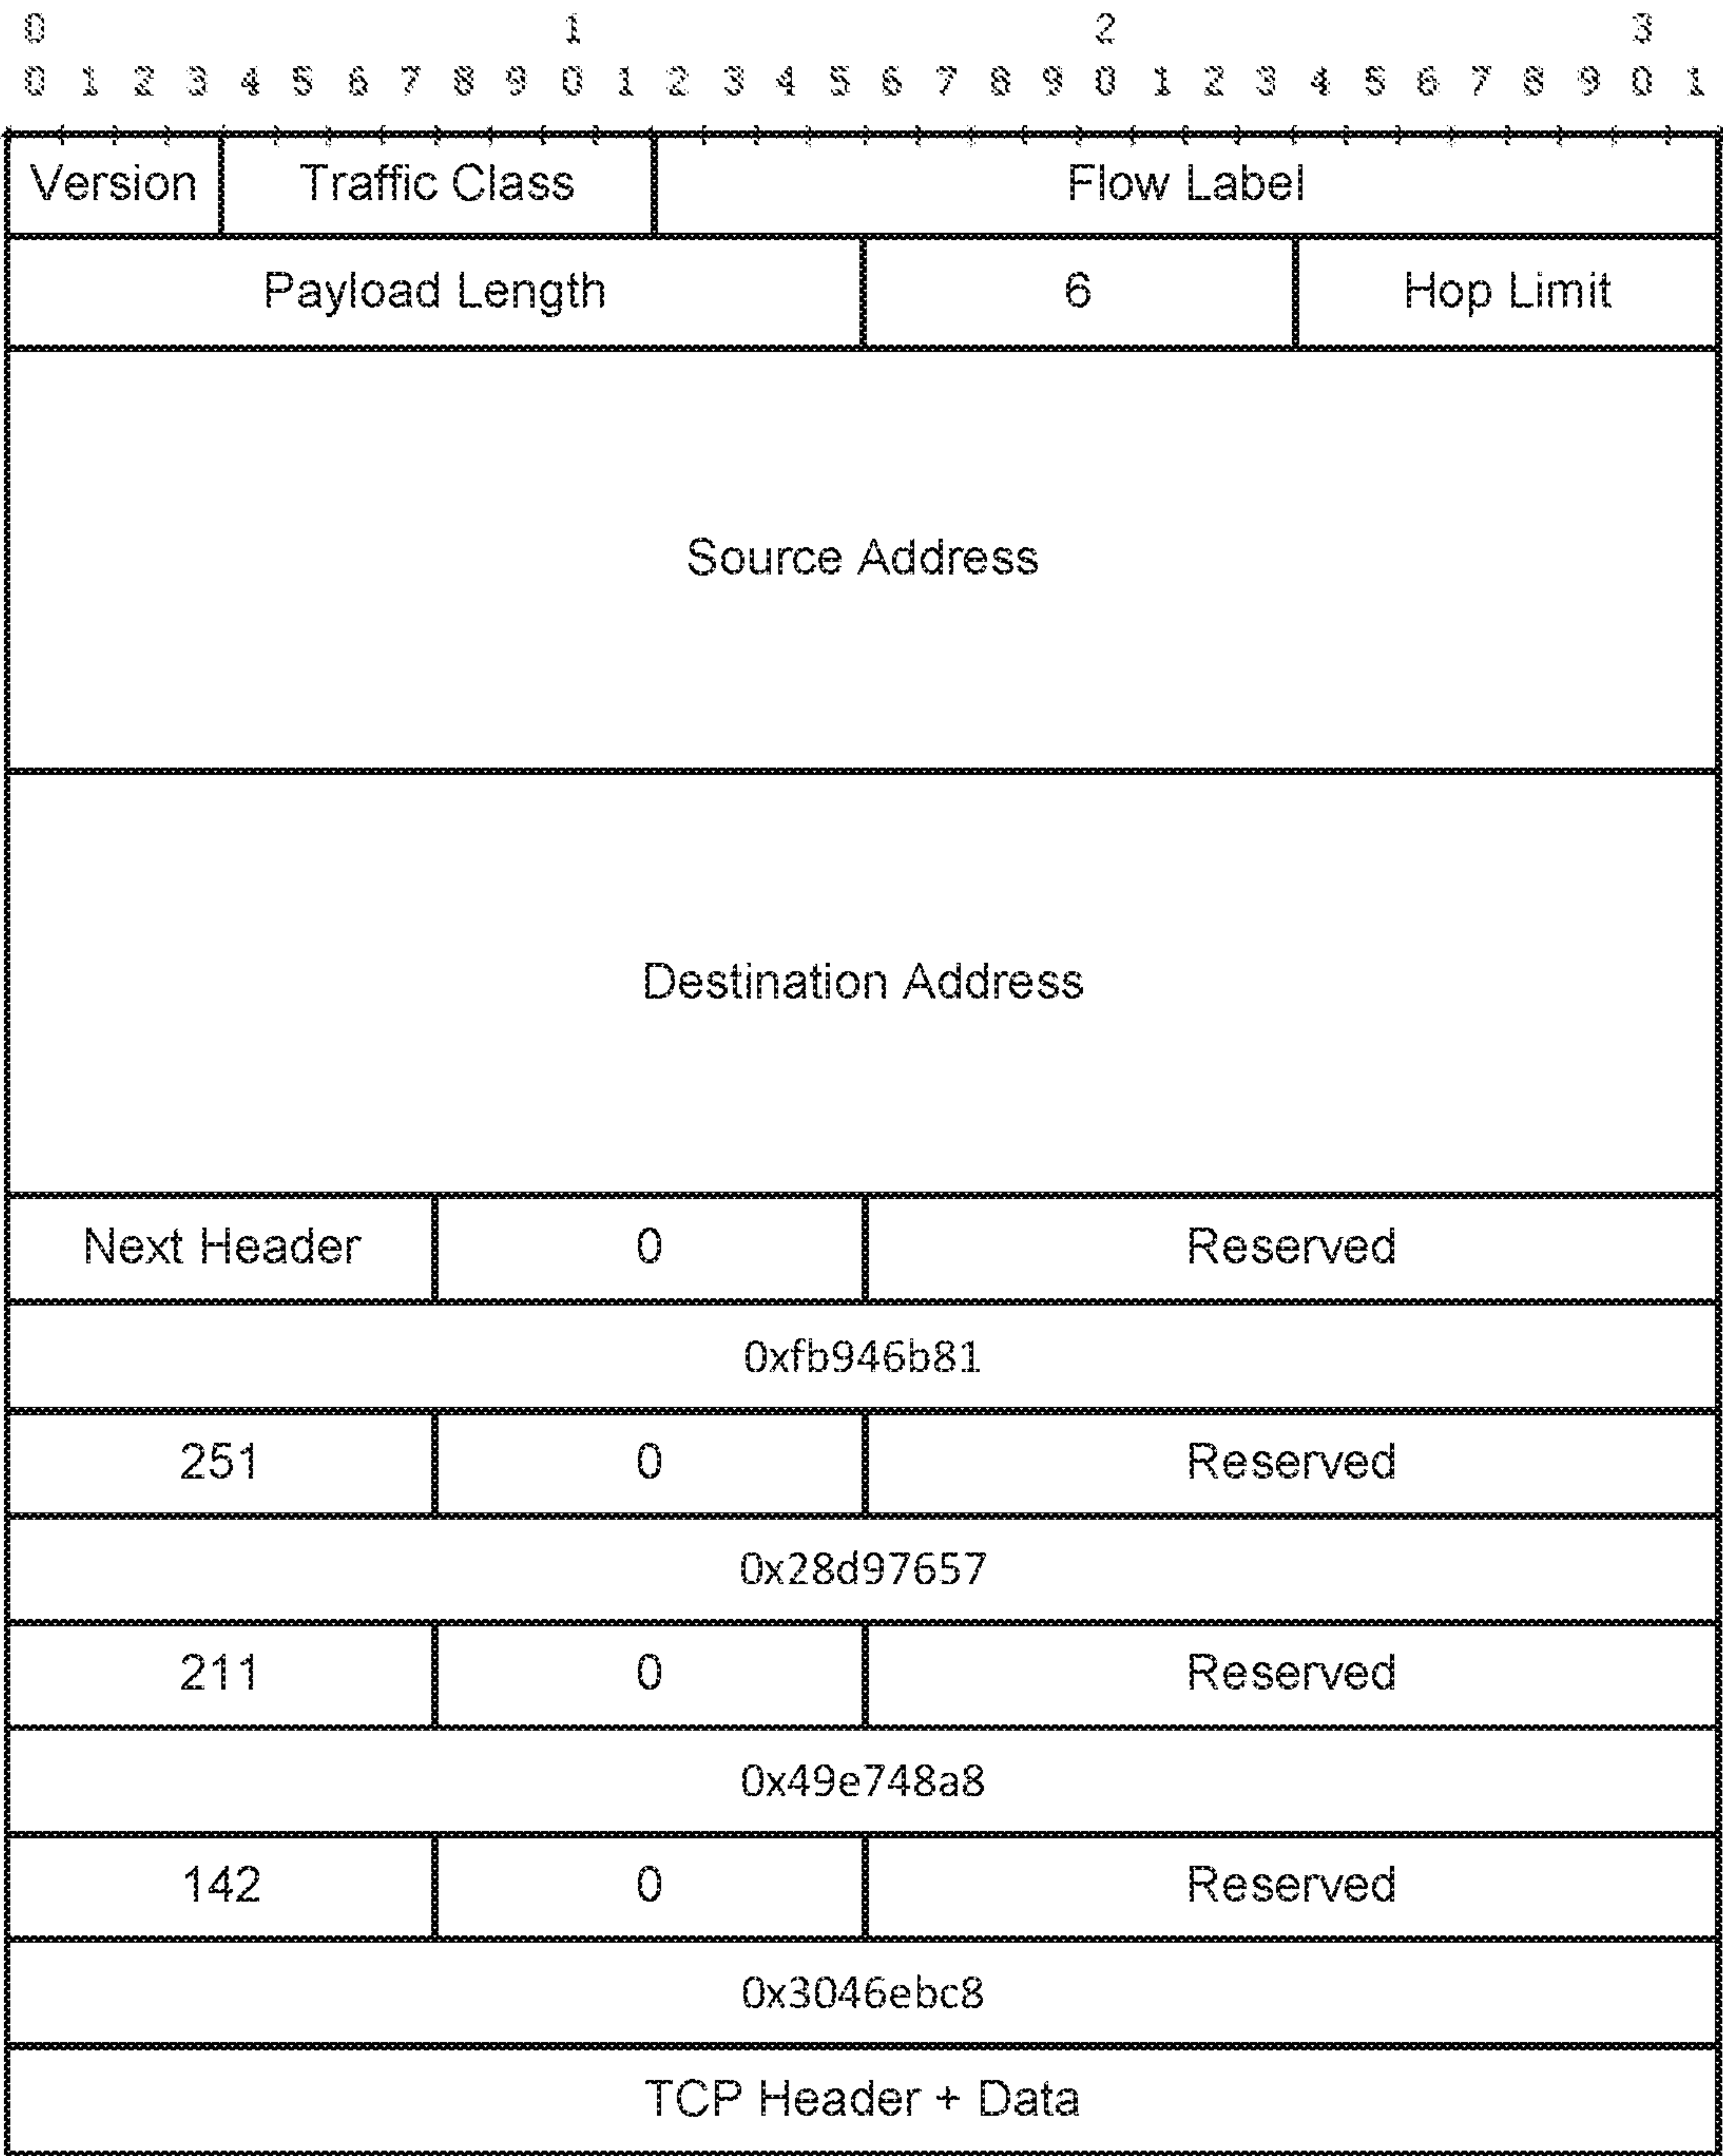 0 1 2 3
0 1 2 3 4 5 6 7 8 9 0 1 2 3 4 5 6 7 8 9 0 1 2 3 4 5 6 7 8 9 0 1
Version Traffic Class Flow Label
Payload Length 6 Hop Limit
Source Address
Destination Address
Next Header 0 Reserved
0xfb946b81
251 0 Reserved
0x28d97657
211 0 Reserved
0x49e748a8
142 0 Reserved
0x3046ebc8
TCP Header + Data